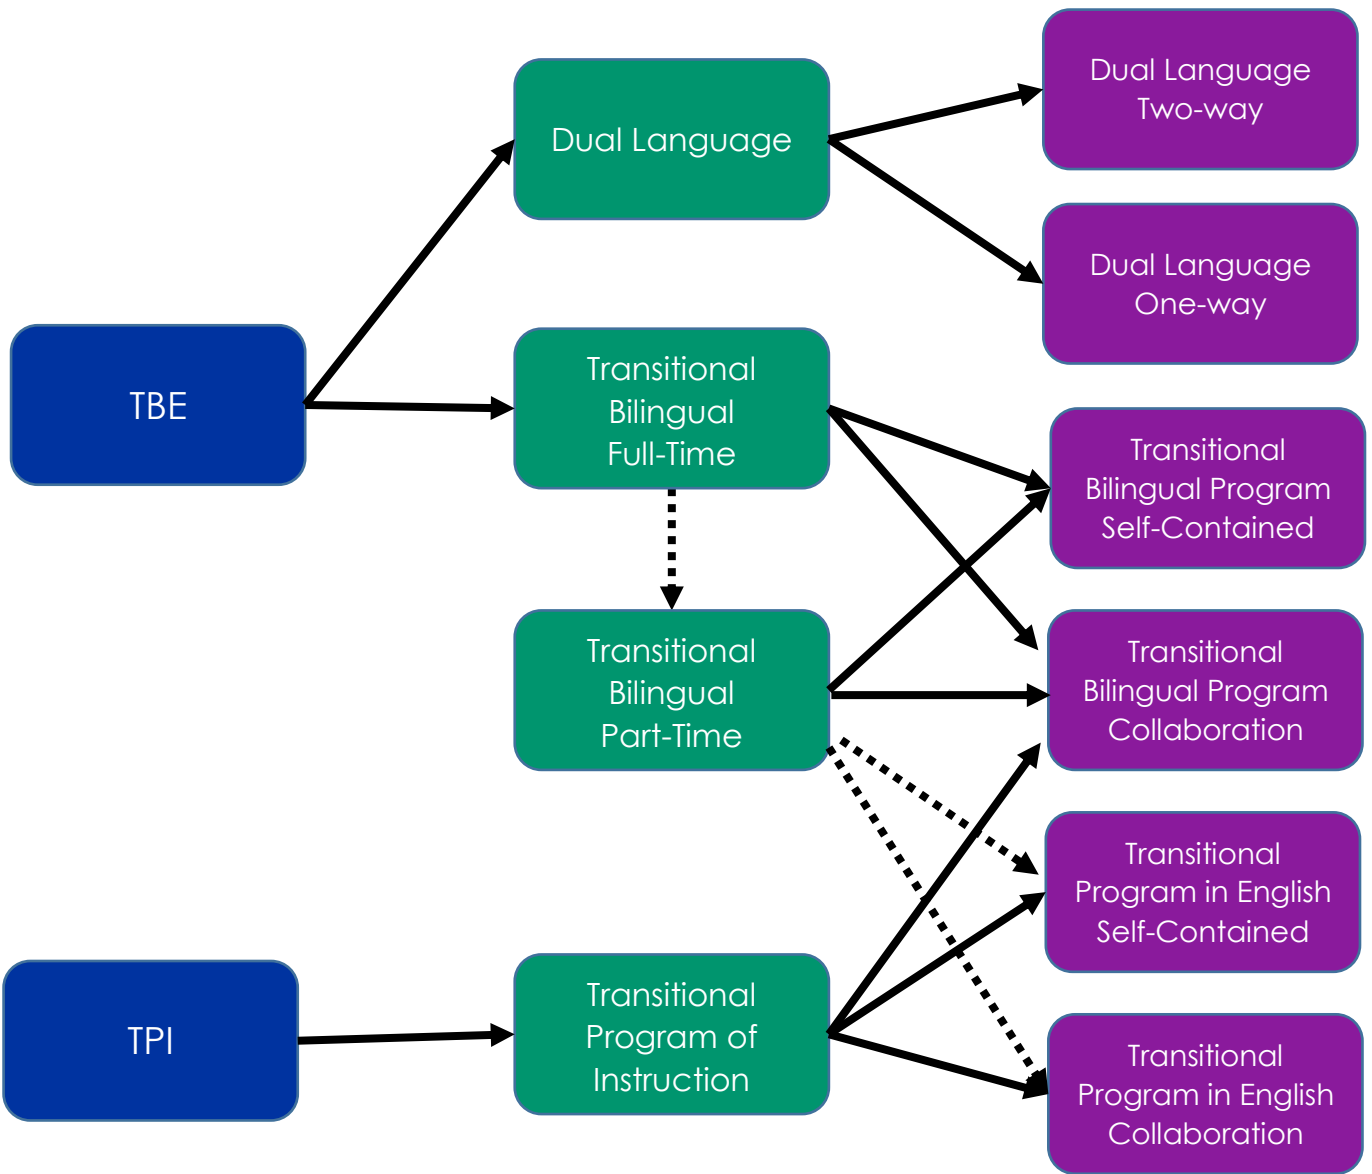 TBE
TPI
Dual Language
Transitional
Bilingual
Full-Time
Transitional
Bilingual
Part-Time
Transitional
Program of
Instruction
Dual Language
Two-way
Dual Language
One-way
Transitional
Bilingual Program
Self-Contained
Transitional
Bilingual Program
Collaboration
Transitional
Program in English
Self-Contained
Transitional
Program in English
Collaboration